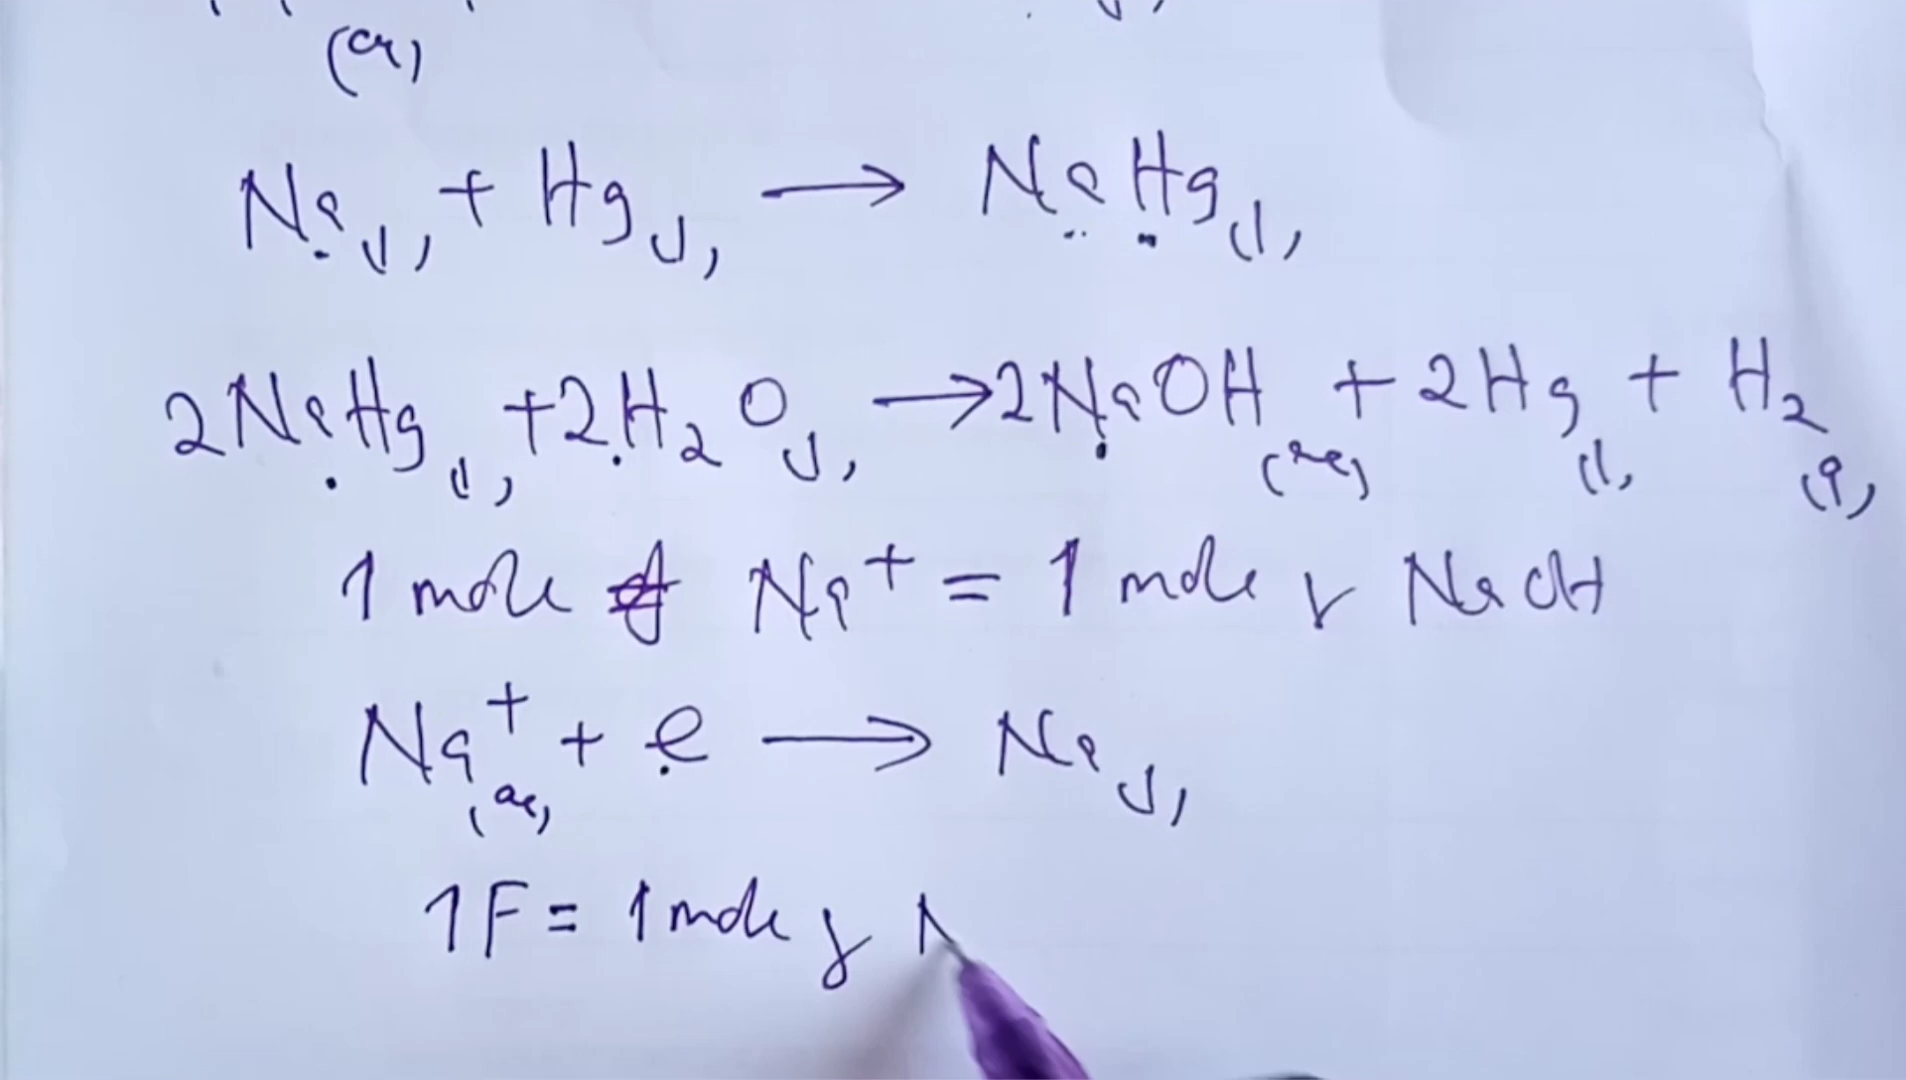 (aq)
Na(l) + Hg(l) → NaHg(l)
2NaHg(l) + 2H₂O(l) → 2NaOH(aq) + 2Hg(l) + H₂(g)
1 mole of Na⁺ = 1 mole of NaOH
Na⁺(aq) + e → Na(l)
1F = 1 mole of N